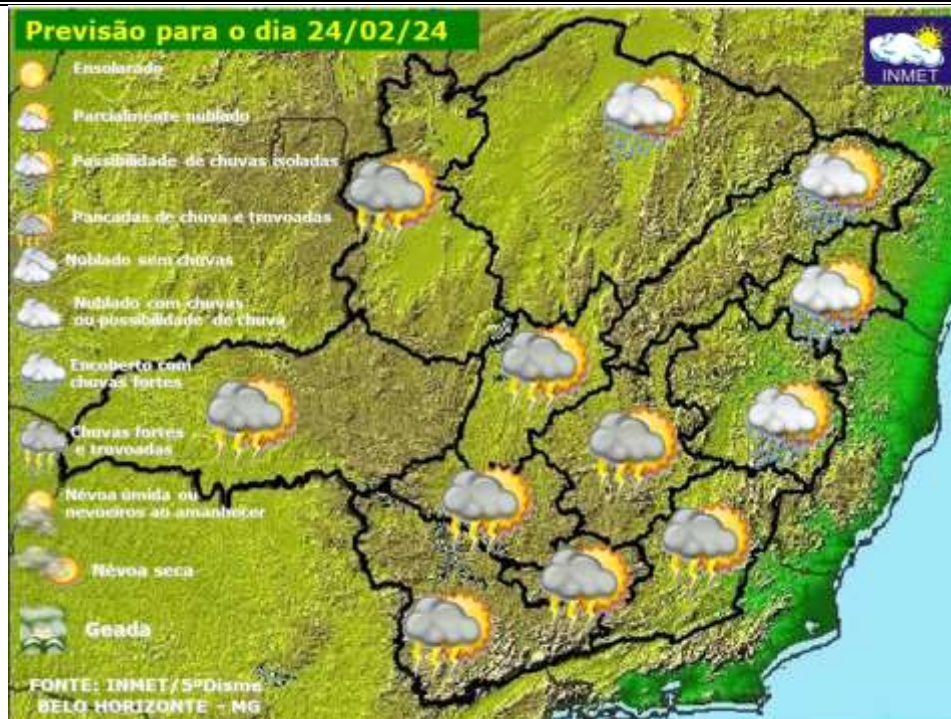 Previsão para o dia 24/02/24
INMET
Ensolarado
Parcialmente nublado
Possibilidade de chuvas isoladas
Pancadas de chuva e trovoadas
Nublado sem chuvas
Nublado com chuvas
ou possibilidade de chuva
Encoberto com
chuvas fortes
Chuvas fortes
e trovoadas
Névoa úmida ou
nevoeiros ao amanhecer
Névoa seca
Geada
FONTE: INMET/5ºDisme
BELO HORIZONTE - MG